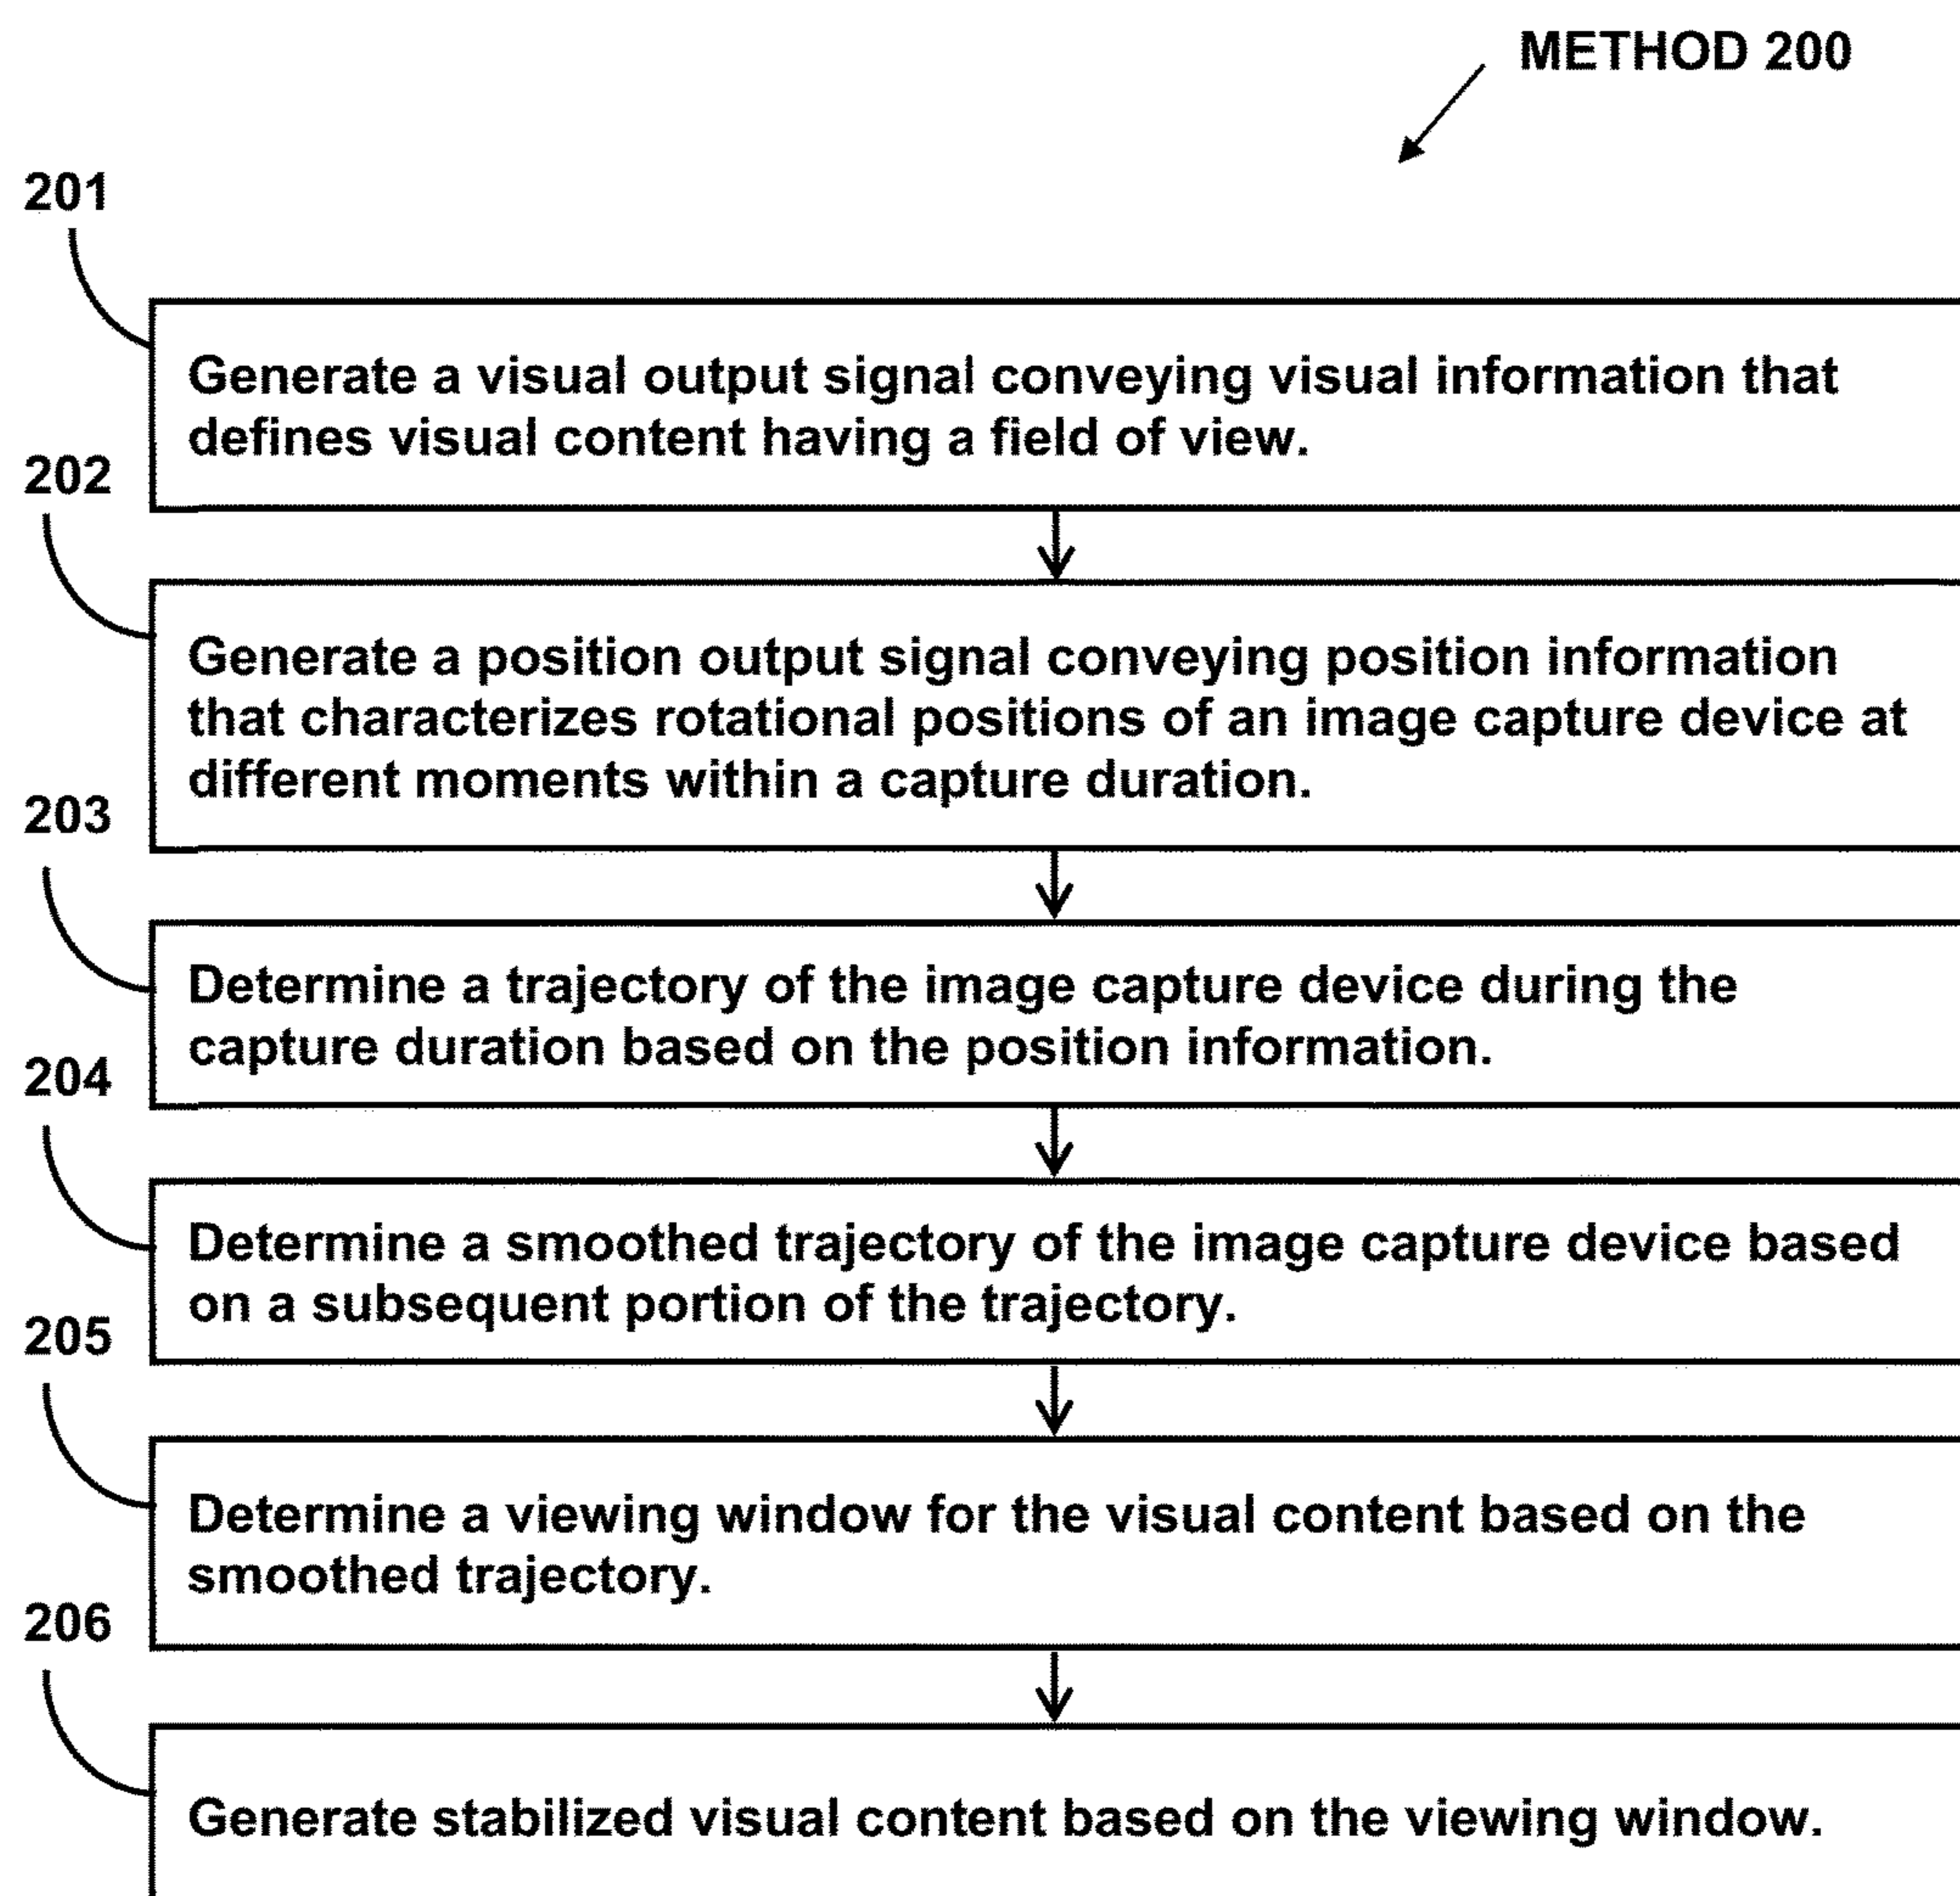 METHOD 200
201
Generate a visual output signal conveying visual information that
defines visual content having a field of view.
202
Generate a position output signal conveying position information
that characterizes rotational positions of an image capture device at
different moments within a capture duration.
203
Determine a trajectory of the image capture device during the
capture duration based on the position information.
204
Determine a smoothed trajectory of the image capture device based
on a subsequent portion of the trajectory.
205
Determine a viewing window for the visual content based on the
smoothed trajectory.
206
Generate stabilized visual content based on the viewing window.